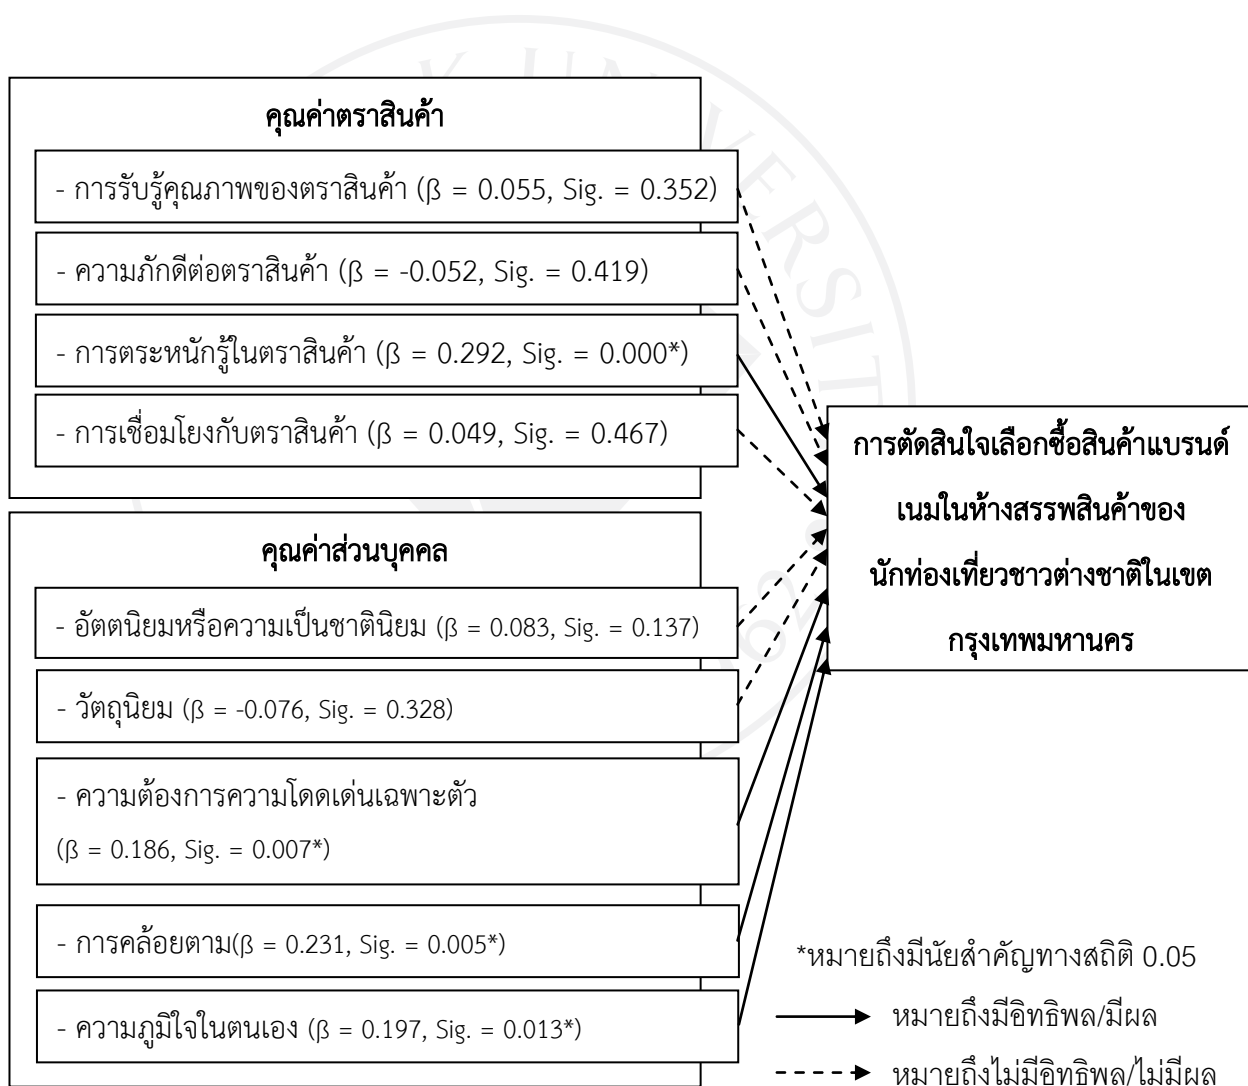 คุณค่าตราสินค้า
- การรับรู้คุณภาพของตราสินค้า (ß = 0.055, Sig. = 0.352)
- ความภักดีต่อตราสินค้า (ß = -0.052, Sig. = 0.419)
- การตระหนักรู้ในตราสินค้า (ß = 0.292, Sig. = 0.000*)
- การเชื่อมโยงกับตราสินค้า (ß = 0.049, Sig. = 0.467)
คุณค่าส่วนบุคคล
- อัตตนิยมหรือความเป็นชาตินิยม (ß = 0.083, Sig. = 0.137)
- วัตถุนิยม (ß = -0.076, Sig. = 0.328)
- ความต้องการความโดดเด่นเฉพาะตัว
(ß = 0.186, Sig. = 0.007*)
- การคล้อยตาม(ß = 0.231, Sig. = 0.005*)
- ความภูมิใจในตนเอง (ß = 0.197, Sig. = 0.013*)
การตัดสินใจเลือกซื้อสินค้าแบรนด์
เนมในห้างสรรพสินค้าของ
นักท่องเที่ยวชาวต่างชาติในเขต
กรุงเทพมหานคร
*หมายถึงมีนัยสำคัญทางสถิติ 0.05
หมายถึงมีอิทธิพล/มีผล
หมายถึงไม่มีอิทธิพล/ไม่มีผล